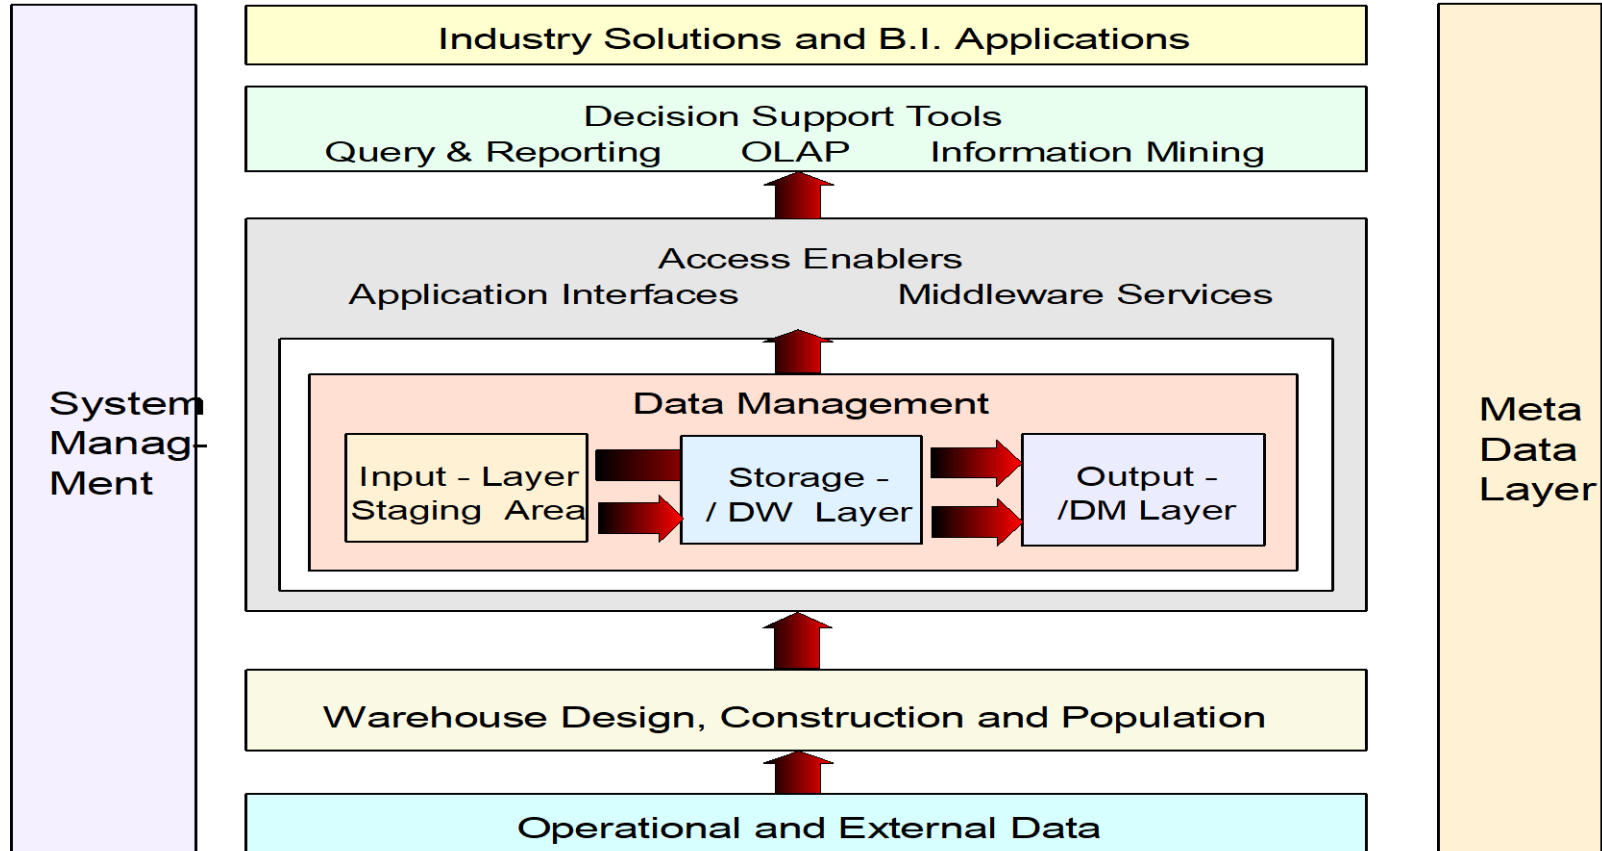 Industry Solutions and B.I. Applications
Decision Support Tools
Query & Reporting OLAP Information Mining
Access Enablers
Application Interfaces Middleware Services
Data Management
Input - Layer
Staging Area
Storage -
/ DW Layer
Output -
/DM Layer
Warehouse Design, Construction and Population
Operational and External Data
System
Manag-
Ment
Meta
Data
Layer